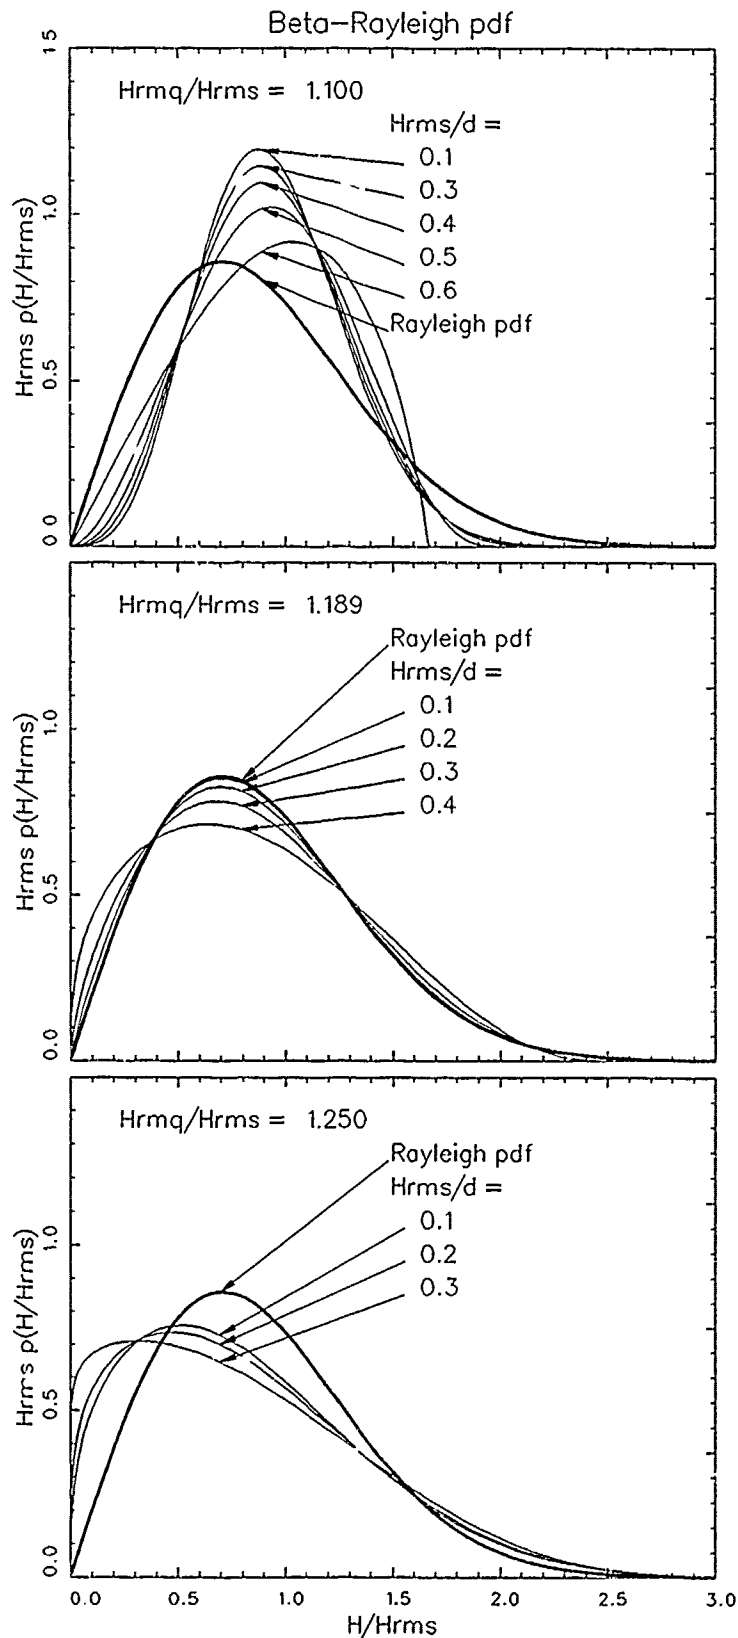 Beta-Rayleigh pdf
Hrmq/Hrms = 1.100
Hrms/d =
0.1
0.3
0.4
0.5
0.6
Rayleigh pdf
Hrms p(H/Hrms)
0 0
0.5
1.0
1 5
Hrmq/Hrms = 1.189
Rayleigh pdf
Hrms/d =
0.1
0.2
0.3
0.4
Hrms p(H/Hrms)
0.0
0.5
1.0
Hrmq/Hrms = 1.250
Rayleigh pdf
Hrms/d =
0.1
0.2
0.3
Hrms p(H/Hrms)
0.0
0.5
1.0
0.0 0.5 1.0 1.5 2.0 2.5 3.0
H/Hrms